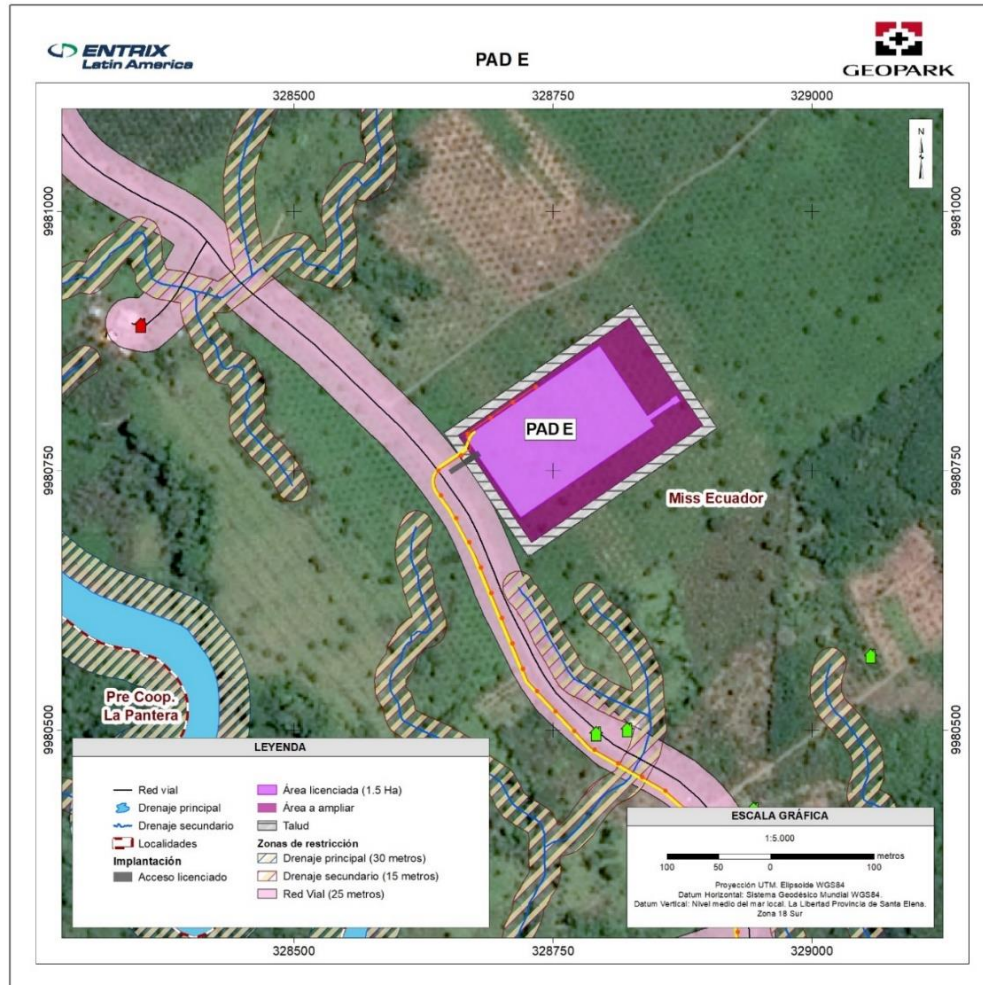 ENTRIX
Latin America
PAD E
GEOPARK
328500
328750
329000
N
9981000
9981000
PAD E
9980750
9980750
Miss Ecuador
Pre Coop.
La Pantera
9980500
9980500
LEYENDA
Red vial
Drenaje principal
Drenaje secundario
Localidades
Implantación
Acceso licenciado
Área licenciada (1.5 Ha)
Área a ampliar
Talud
Zonas de restricción
Drenaje principal (30 metros)
Drenaje secundario (15 metros)
Red Vial (25 metros)
ESCALA GRÁFICA
1:5.000
100 50 0 100 metros
Proyección UTM. Elipsoide WGS84
Datum Horizontal: Sistema Geodésico Mundial WGS84.
Datum Vertical: Nivel medio del mar local. La Libertad Provincia de Santa Elena.
Zona 18 Sur
328500
328750
329000